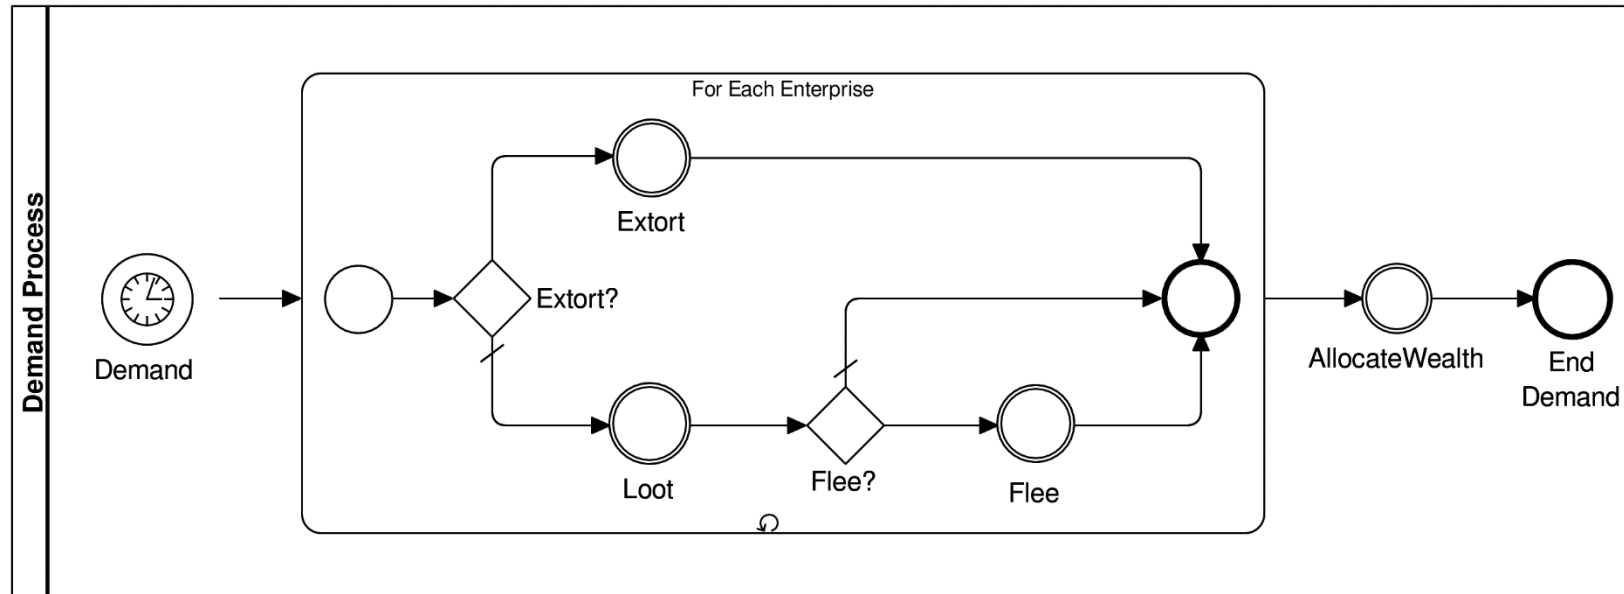 Demand Process
Demand
For Each Enterprise
Extort
Extort?
Loot
Flee?
Flee
AllocateWealth
End
Demand